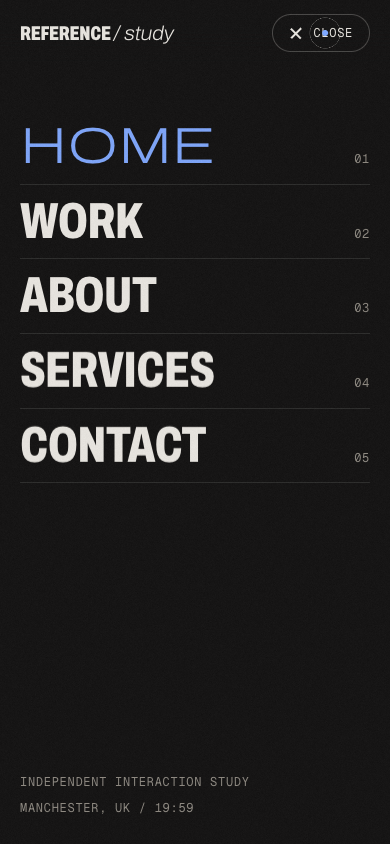 REFERENCE / study
CLOSE
HOME 01
WORK 02
ABOUT 03
SERVICES 04
CONTACT 05
INDEPENDENT INTERACTION STUDY
MANCHESTER, UK / 19:59